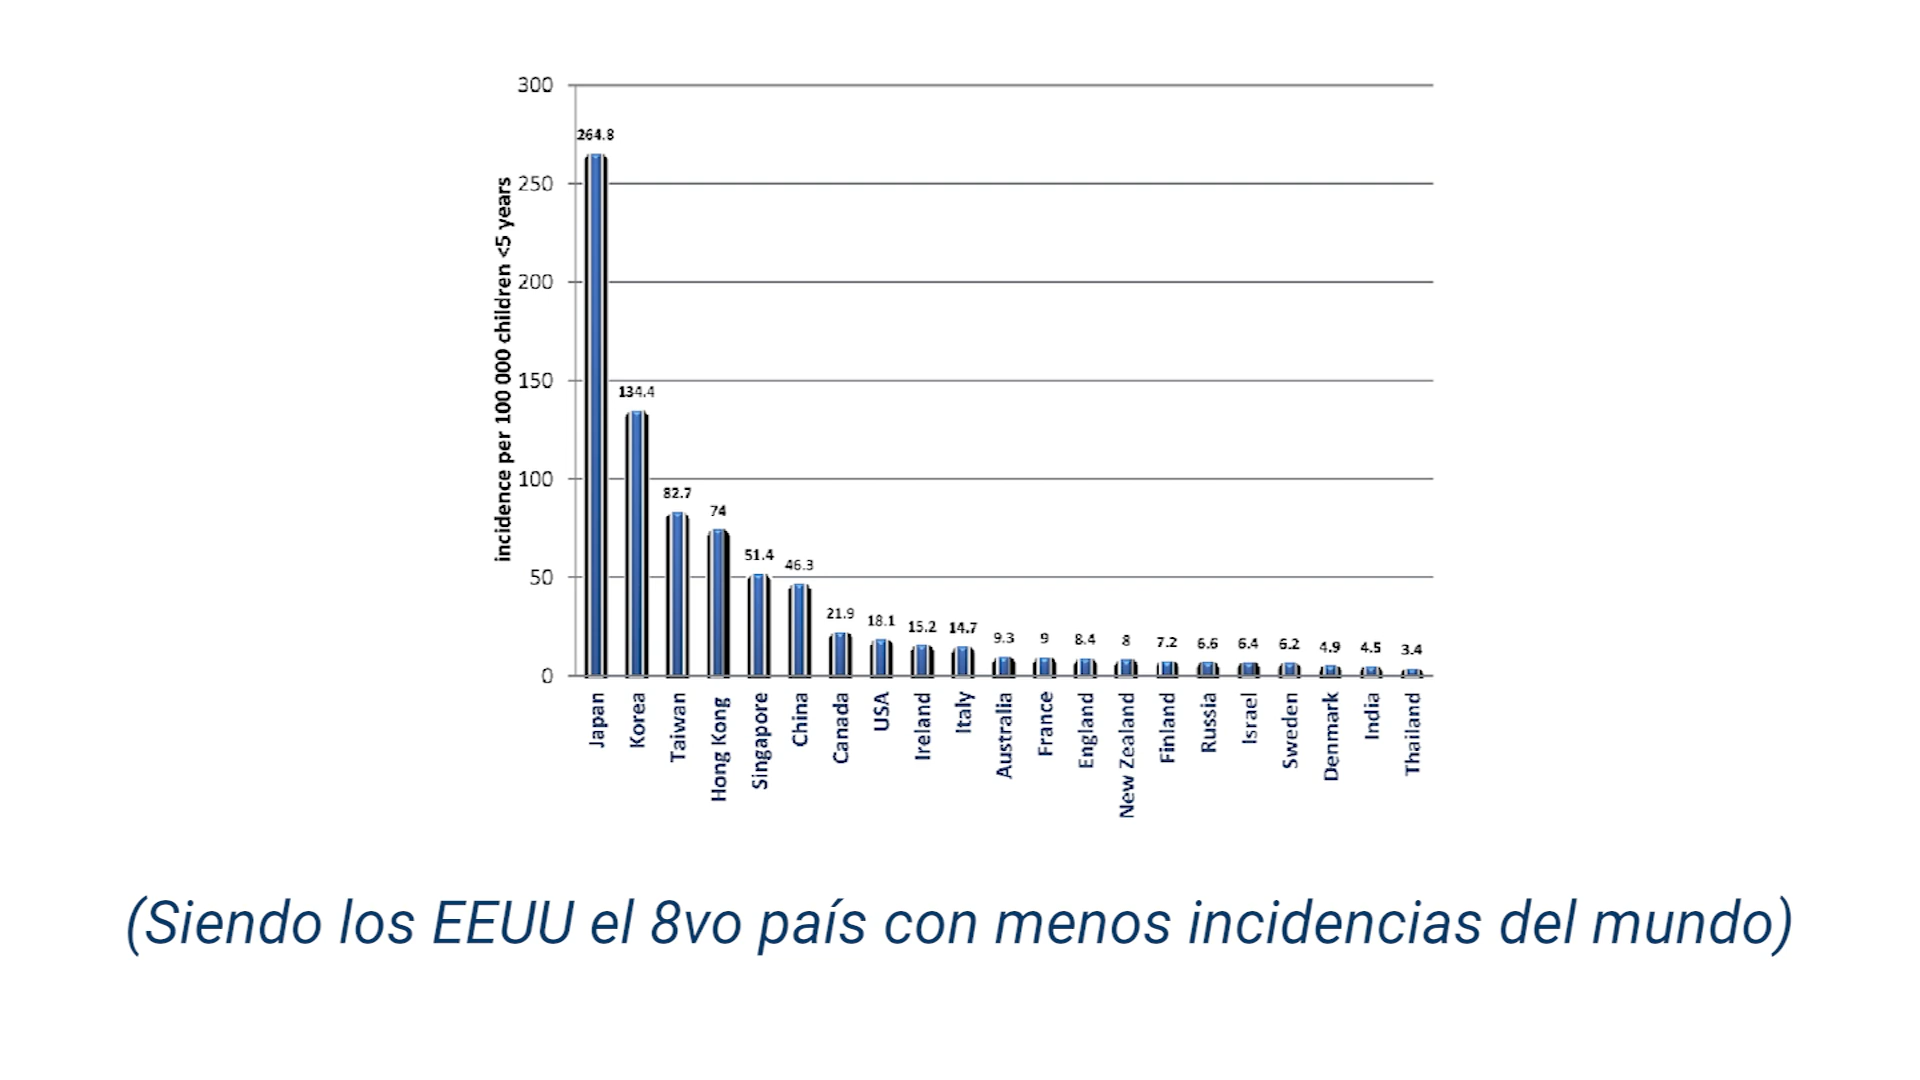 300
264.8
250
200
150
134.4
100
82.7
74
51.4
46.3
50
21.9
18.1
15.2
14.7
9.3
9
8.4
8
7.2
6.6
6.4
6.2
4.9
4.5
3.4
0
incidence per 100 000 children <5 years
Japan
Korea
Taiwan
Hong Kong
Singapore
China
Canada
USA
Ireland
Italy
Australia
France
England
New Zealand
Finland
Russia
Israel
Sweden
Denmark
India
Thailand
(Siendo los EEUU el 8vo país con menos incidencias del mundo)